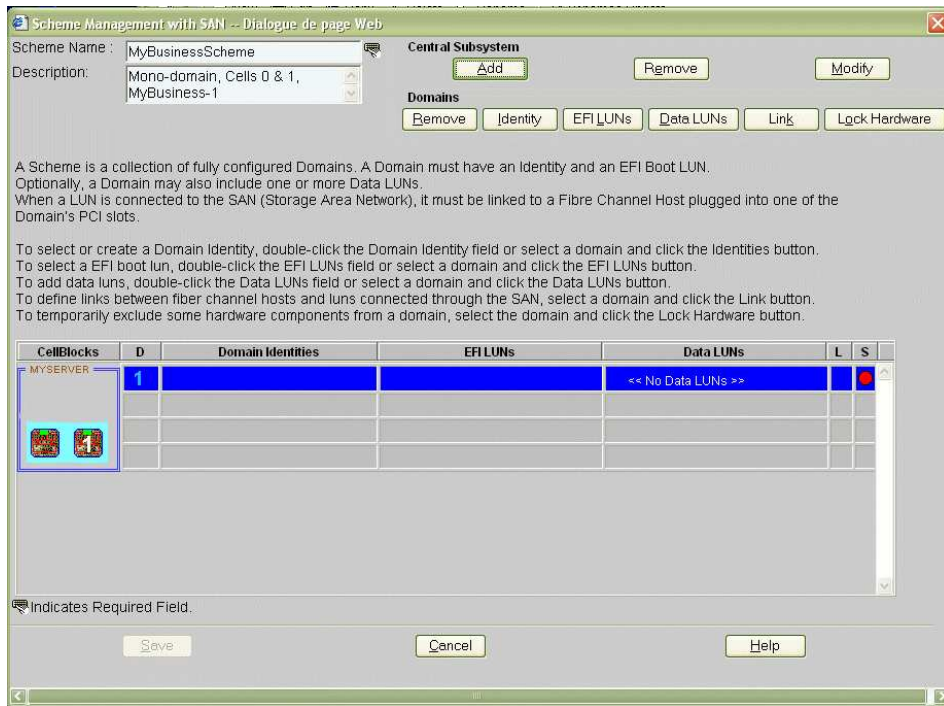 Scheme Management with SAN -- Dialogue de page Web
Scheme Name :
MyBusinessScheme
Description:
Mono-domain, Cells 0 & 1,
MyBusiness-1
Central Subsystem
Add
Remove
Modify
Domains
Remove
Identity
EFI LUNs
Data LUNs
Link
Lock Hardware
A Scheme is a collection of fully configured Domains. A Domain must have an Identity and an EFI Boot LUN.
Optionally, a Domain may also include one or more Data LUNs.
When a LUN is connected to the SAN (Storage Area Network), it must be linked to a Fibre Channel Host plugged into one of the
Domain's PCI slots.
To select or create a Domain Identity, double-click the Domain Identity field or select a domain and click the Identities button.
To select a EFI boot lun, double-click the EFI LUNs field or select a domain and click the EFI LUNs button.
To add data luns, double-click the Data LUNs field or select a domain and click the Data LUNs button.
To define links between fiber channel hosts and luns connected through the SAN, select a domain and click the Link button.
To temporarily exclude some hardware components from a domain, select the domain and click the Lock Hardware button.
CellBlocks D Domain Identities EFI LUNs Data LUNs L S
MYSERVER
1 << No Data LUNs >>
1
Indicates Required Field.
Save
Cancel
Help